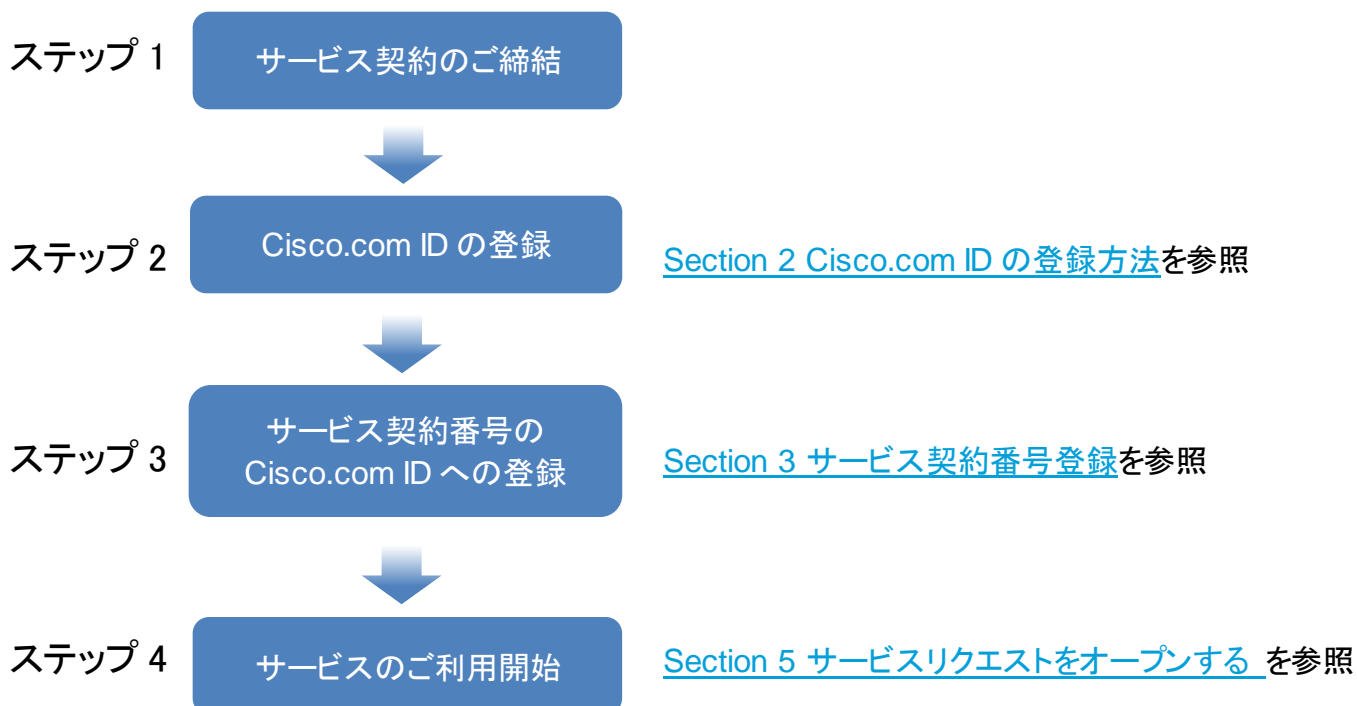 ステップ 1
サービス契約のご締結
ステップ 2
Cisco.com ID の登録
Section 2 Cisco.com ID の登録方法を参照
ステップ 3
サービス契約番号の
Cisco.com ID への登録
Section 3 サービス契約番号登録を参照
ステップ 4
サービスのご利用開始
Section 5 サービスリクエストをオープンする を参照